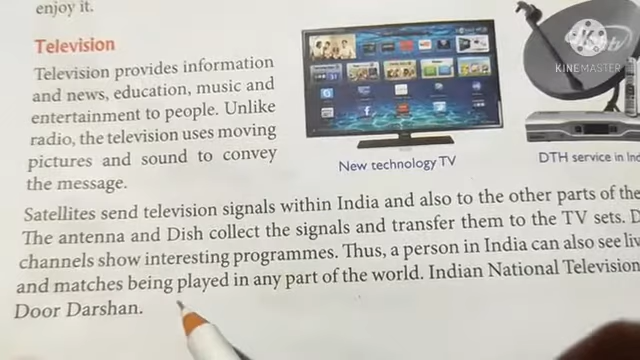 enjoy it.
Television
Television provides information
and news, education, music and
entertainment to people. Unlike
radio, the television uses moving
pictures and sound to convey
the message.
New technology TV
DTH service in Ind
KINEMASTER
Satellites send television signals within India and also to the other parts of the
The antenna and Dish collect the signals and transfer them to the TV sets. D
channels show interesting programmes. Thus, a person in India can also see liv
and matches being played in any part of the world. Indian National Television
Door Darshan.